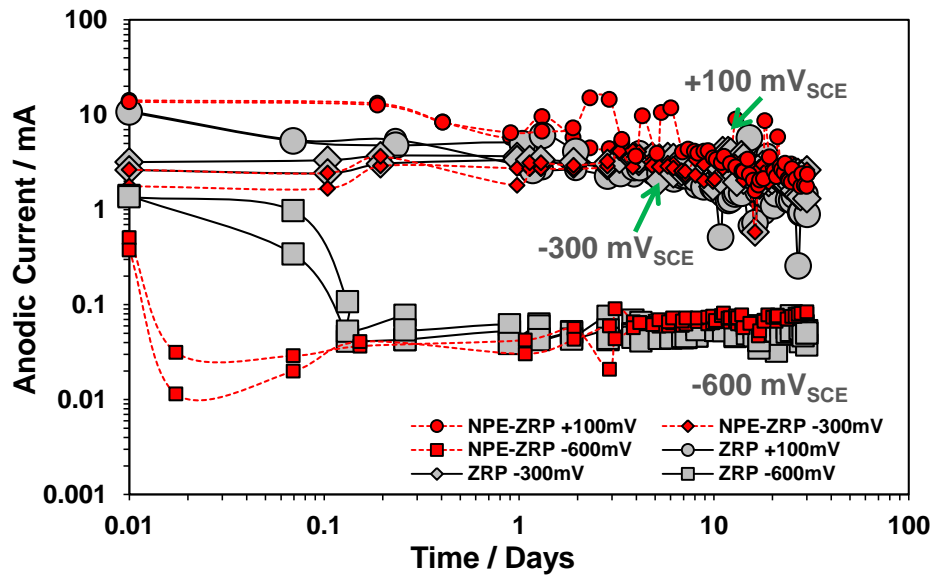 100
10
1
0.1
0.01
0.001
Anodic Current / mA
+100 mVSCE
-300 mVSCE
-600 mVSCE
NPE-ZRP +100mV NPE-ZRP -300mV
NPE-ZRP -600mV ZRP +100mV
ZRP -300mV ZRP -600mV
0.01 0.1 1 10 100
Time / Days